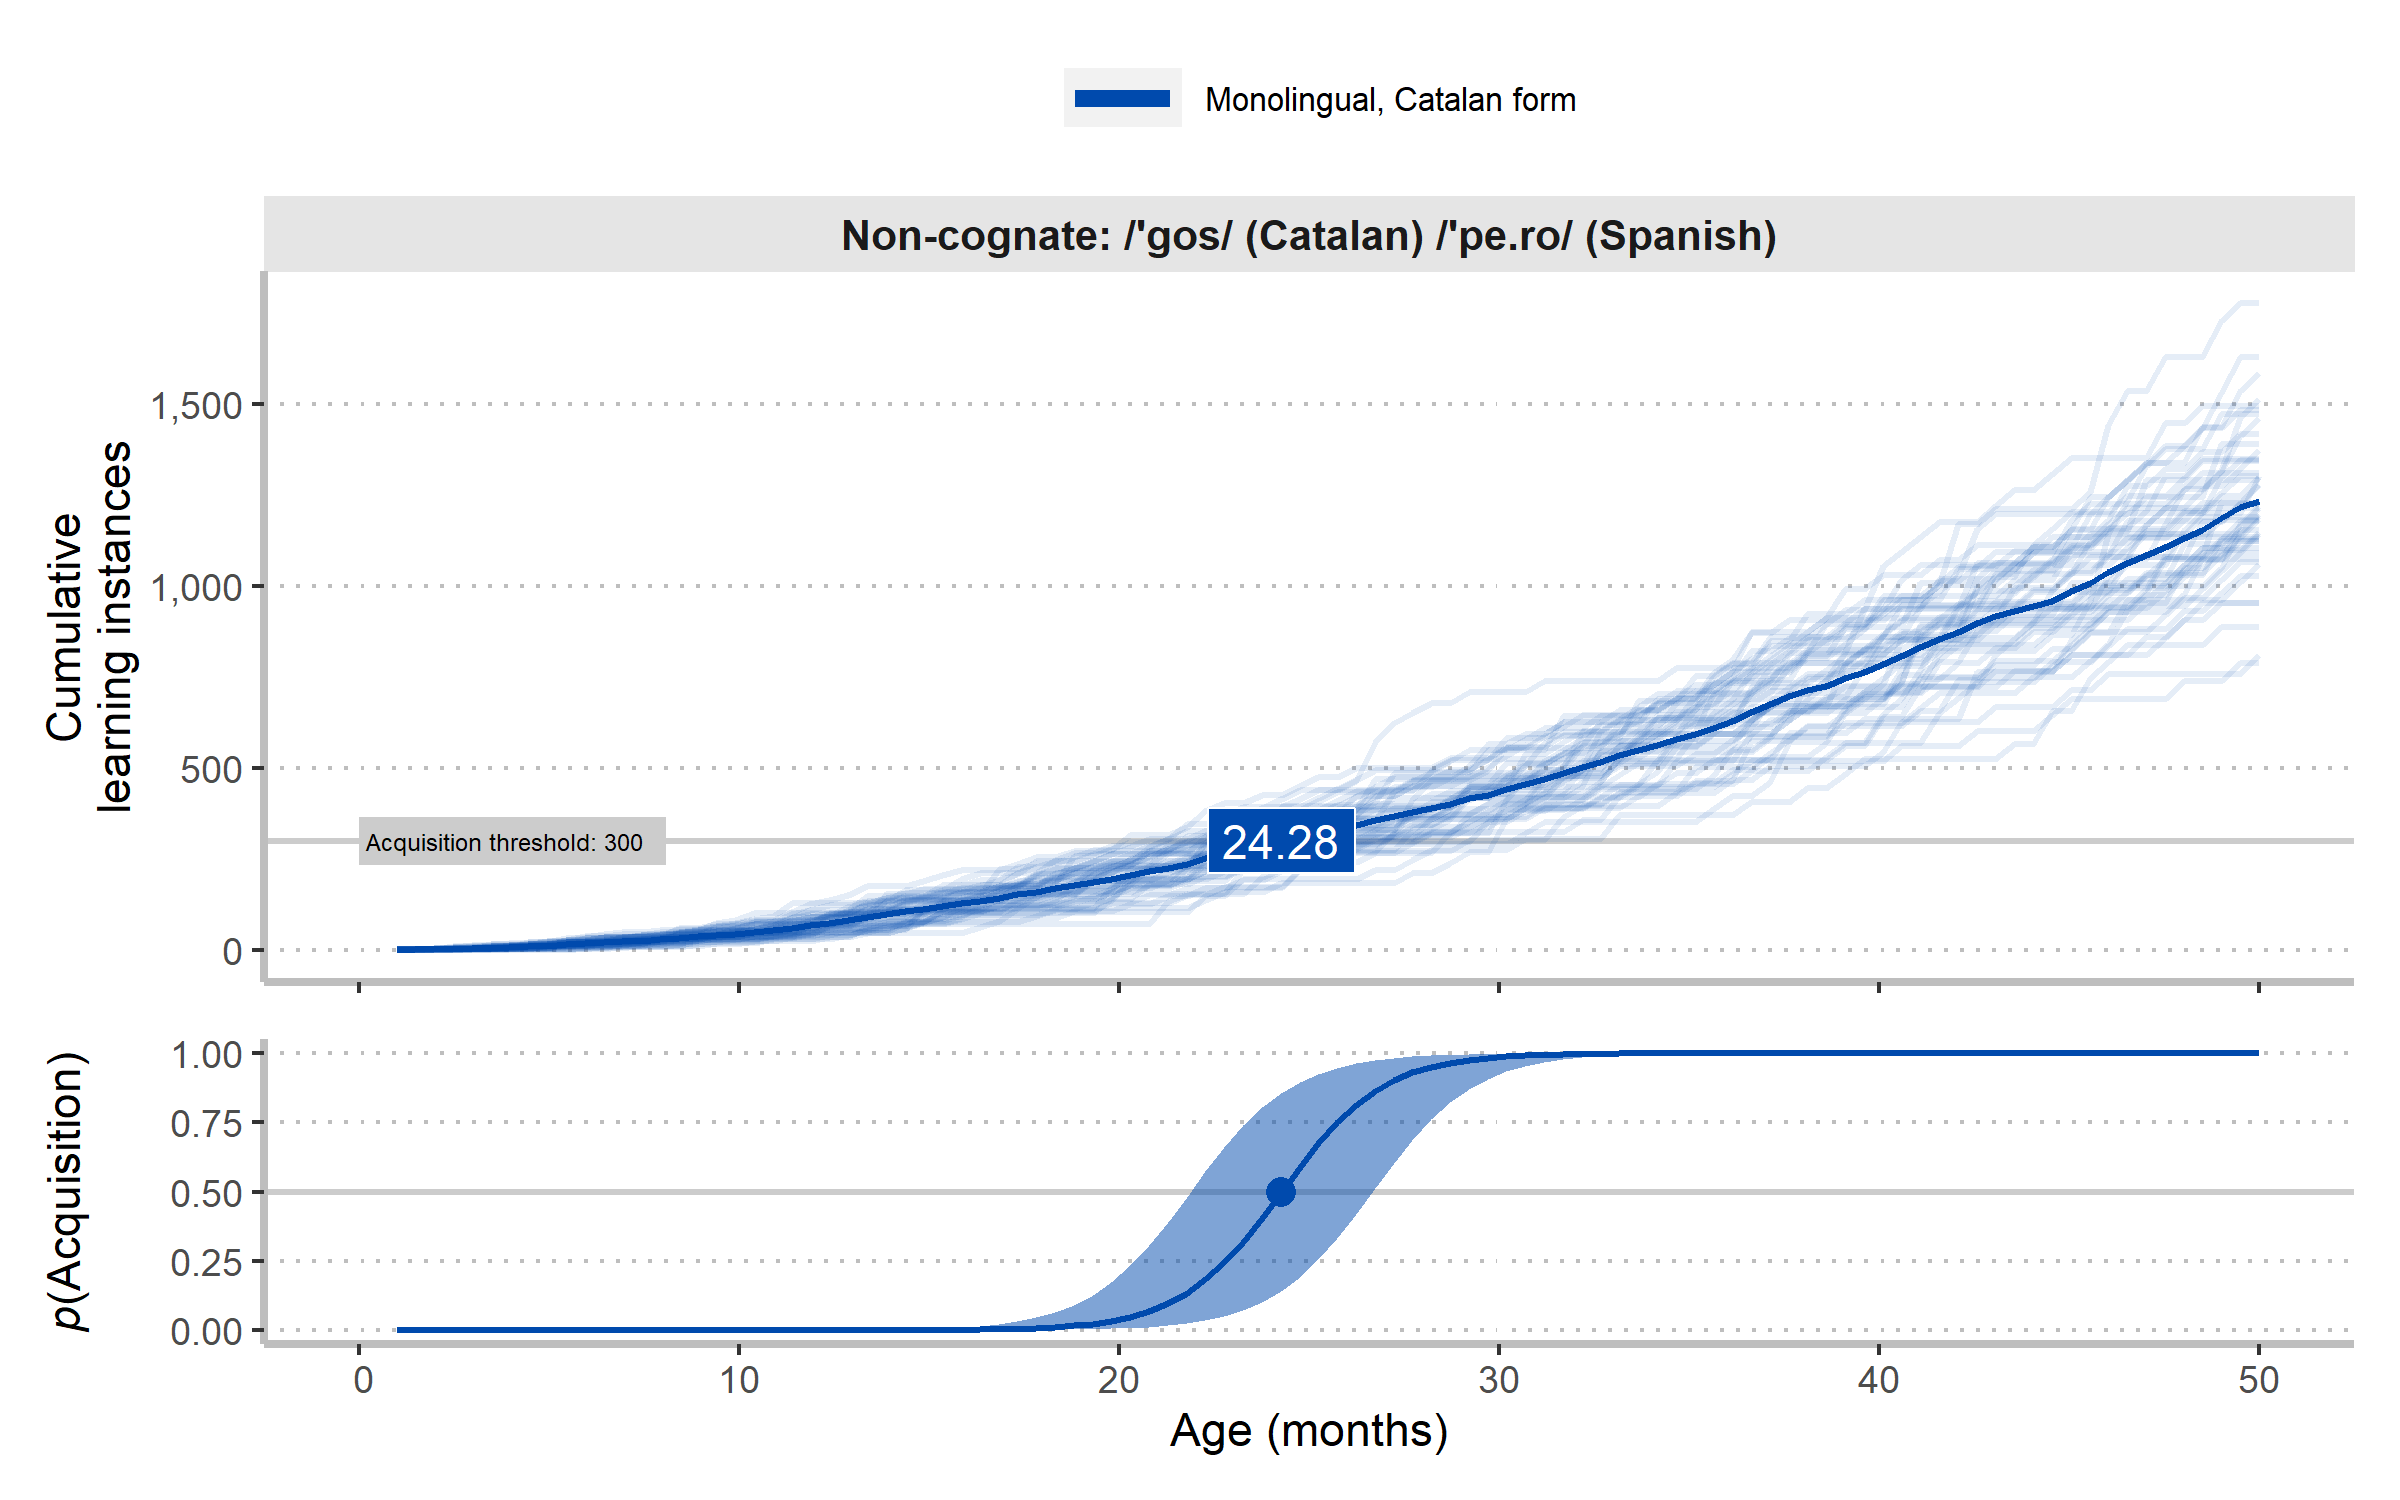 Monolingual, Catalan form
Non-cognate: /'gos/ (Catalan) /'pe.ro/ (Spanish)
Cumulative
learning instances
1,500
1,000
500
0
Acquisition threshold: 300
24.28
p(Acquisition)
1.00
0.75
0.50
0.25
0.00
0 10 20 30 40 50
Age (months)